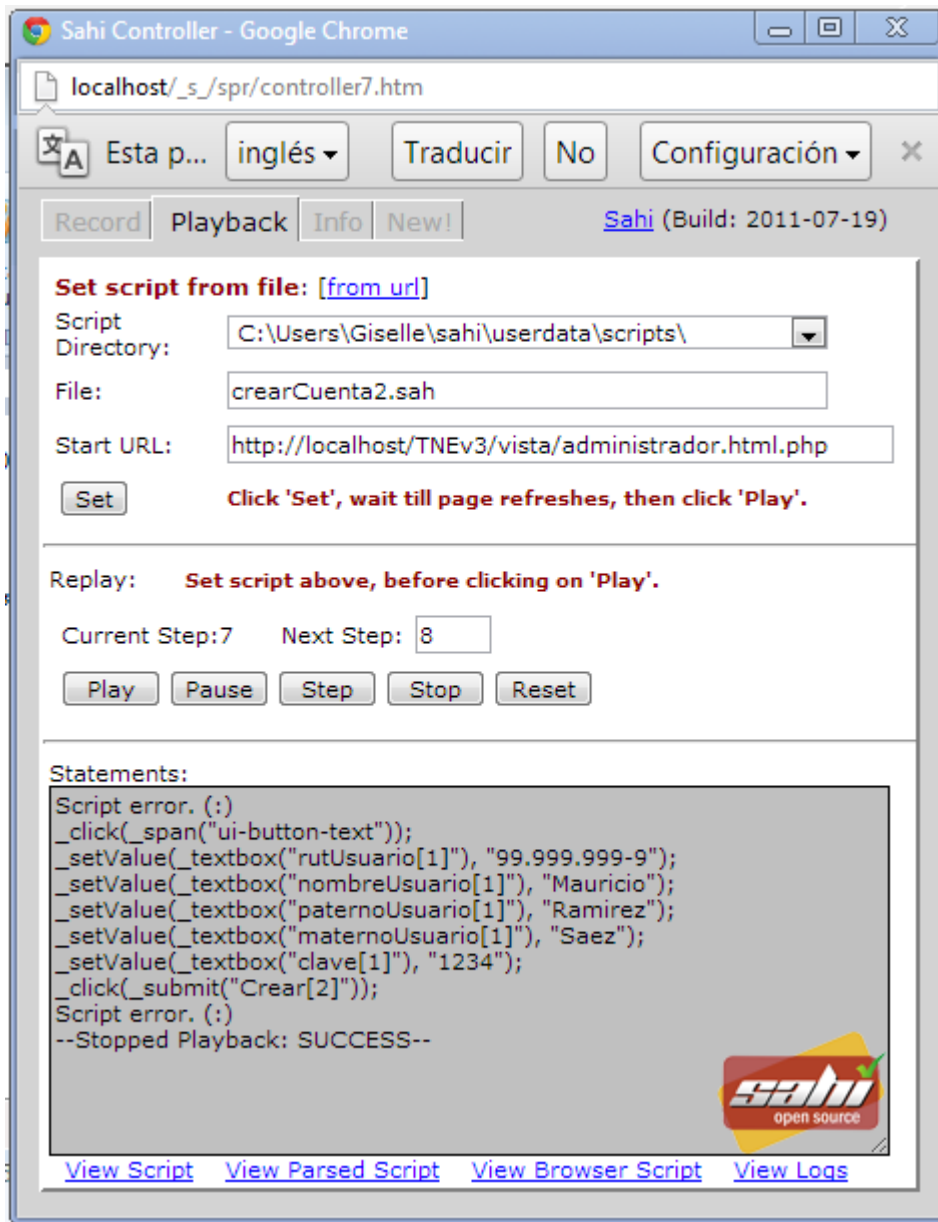 Sahi Controller - Google Chrome
localhost/_s_/spr/controller7.htm
Esta p... inglés Traducir No Configuración
Record Playback Info New! Sahi (Build: 2011-07-19)
Set script from file: [from url]
Script Directory: C:\Users\Giselle\sahi\userdata\scripts\
File: crearCuenta2.sah
Start URL: http://localhost/TNEv3/vista/administrador.html.php
Set Click 'Set', wait till page refreshes, then click 'Play'.
Replay: Set script above, before clicking on 'Play'.
Current Step:7 Next Step: 8
Play Pause Step Stop Reset
Statements:
Script error. (:)
_click(_span("ui-button-text"));
_setValue(_textbox("rutUsuario[1]"), "99.999.999-9");
_setValue(_textbox("nombreUsuario[1]"), "Mauricio");
_setValue(_textbox("paternoUsuario[1]"), "Ramirez");
_setValue(_textbox("maternoUsuario[1]"), "Saez");
_setValue(_textbox("clave[1]"), "1234");
_click(_submit("Crear[2]"));
Script error. (:)
--Stopped Playback: SUCCESS--
sahi
open source
View Script View Parsed Script View Browser Script View Logs